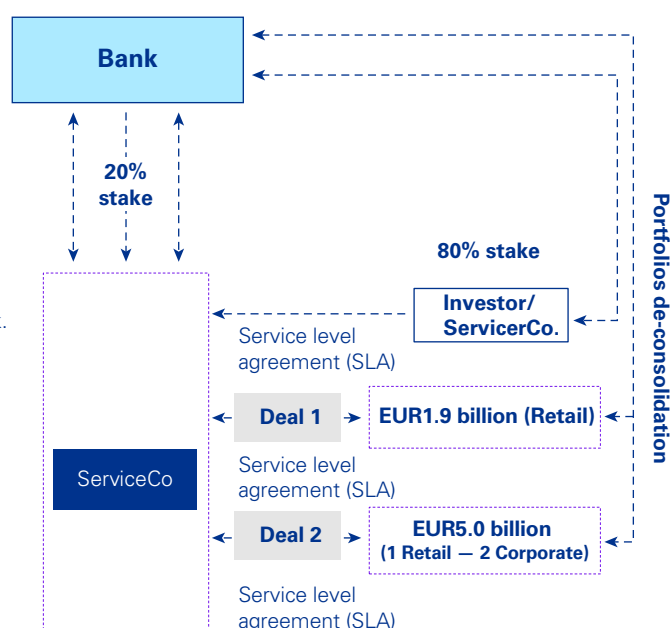 Bank
20%
stake
80% stake
Investor/
ServicerCo.
Service level
agreement (SLA)
Deal 1
EUR1.9 billion (Retail)
ServiceCo
Service level
agreement (SLA)
Deal 2
EUR5.0 billion
(1 Retail — 2 Corporate)
Service level
agreement (SLA)
Portfolios de-consolidation